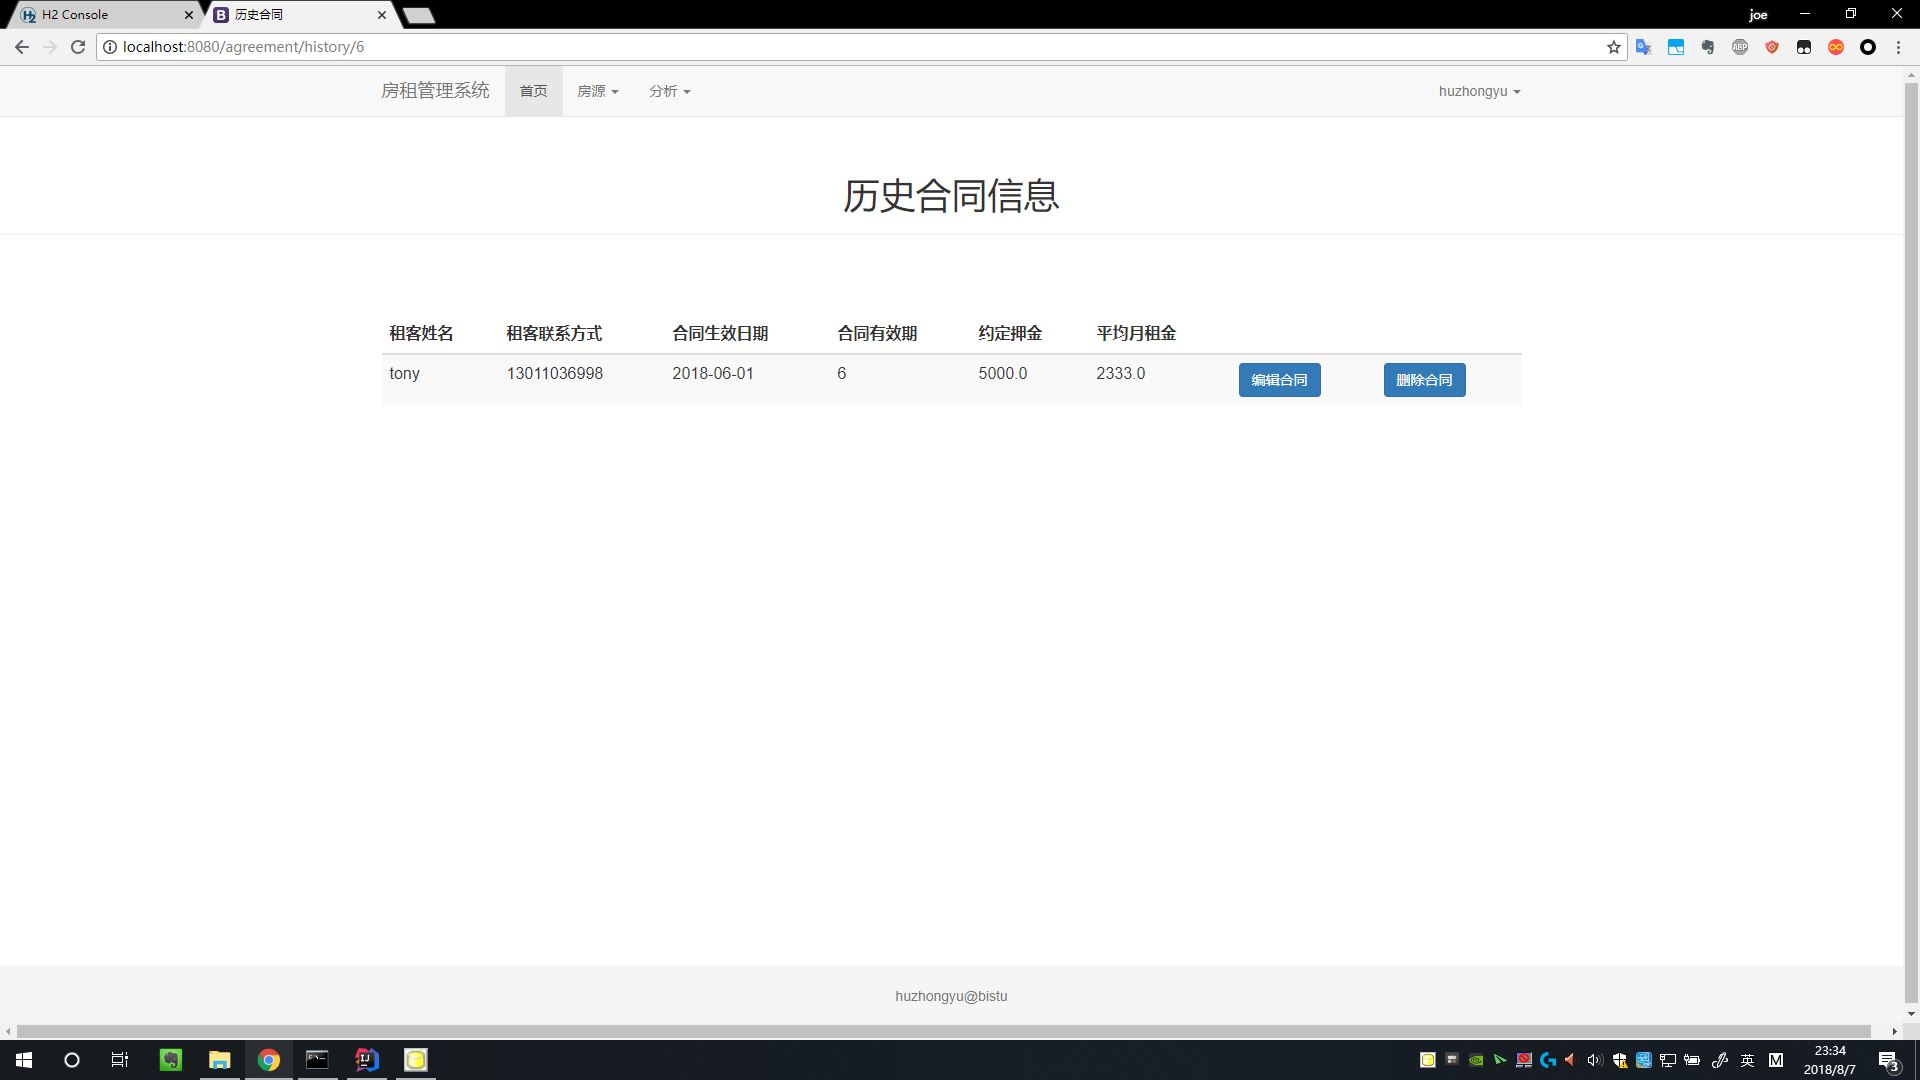 H2 Console
历史合同
joe
localhost:8080/agreement/history/6
ABP
房租管理系统 首页 房源 分析 huzhongyu
历史合同信息
租客姓名 租客联系方式 合同生效日期 合同有效期 约定押金 平均月租金
tony 13011036998 2018-06-01 6 5000.0 2333.0 编辑合同 删除合同
huzhongyu@bistu
英 M 23:34
2018/8/7 3